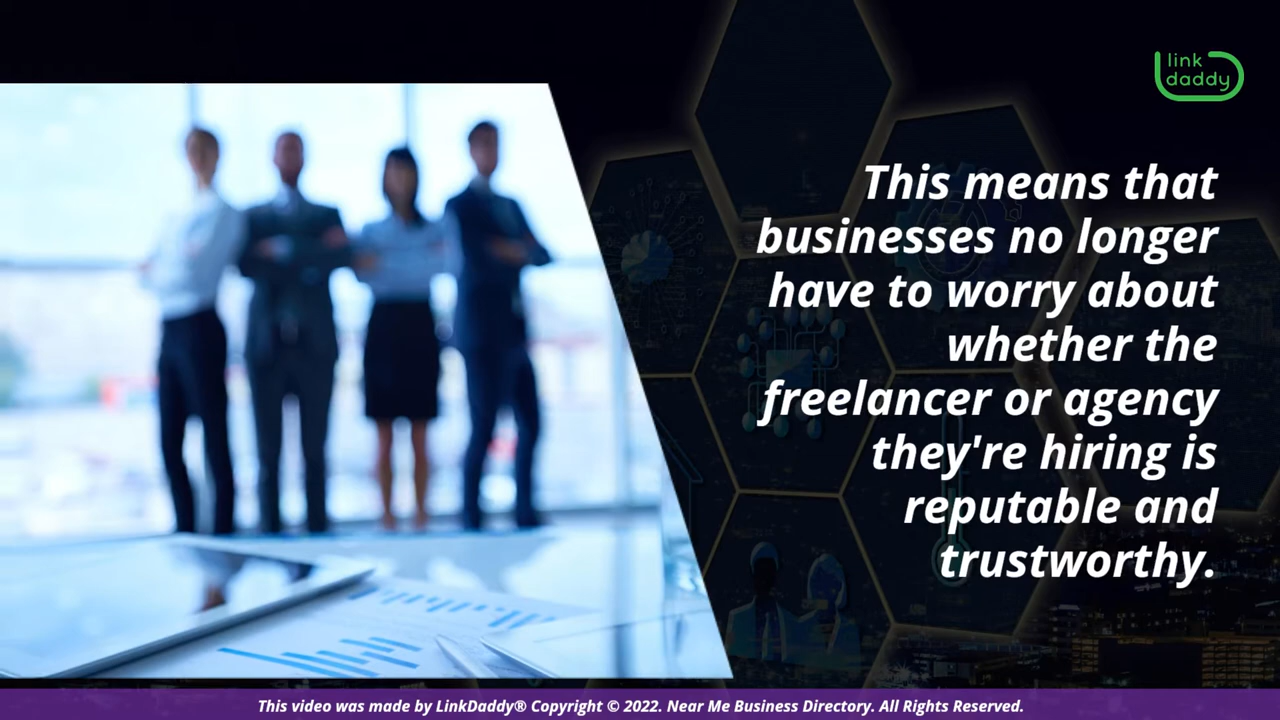 link
daddy
This means that
businesses no longer
have to worry about
whether the
freelancer or agency
they're hiring is
reputable and
trustworthy.
This video was made by LinkDaddy® Copyright © 2022. Near Me Business Directory. All Rights Reserved.